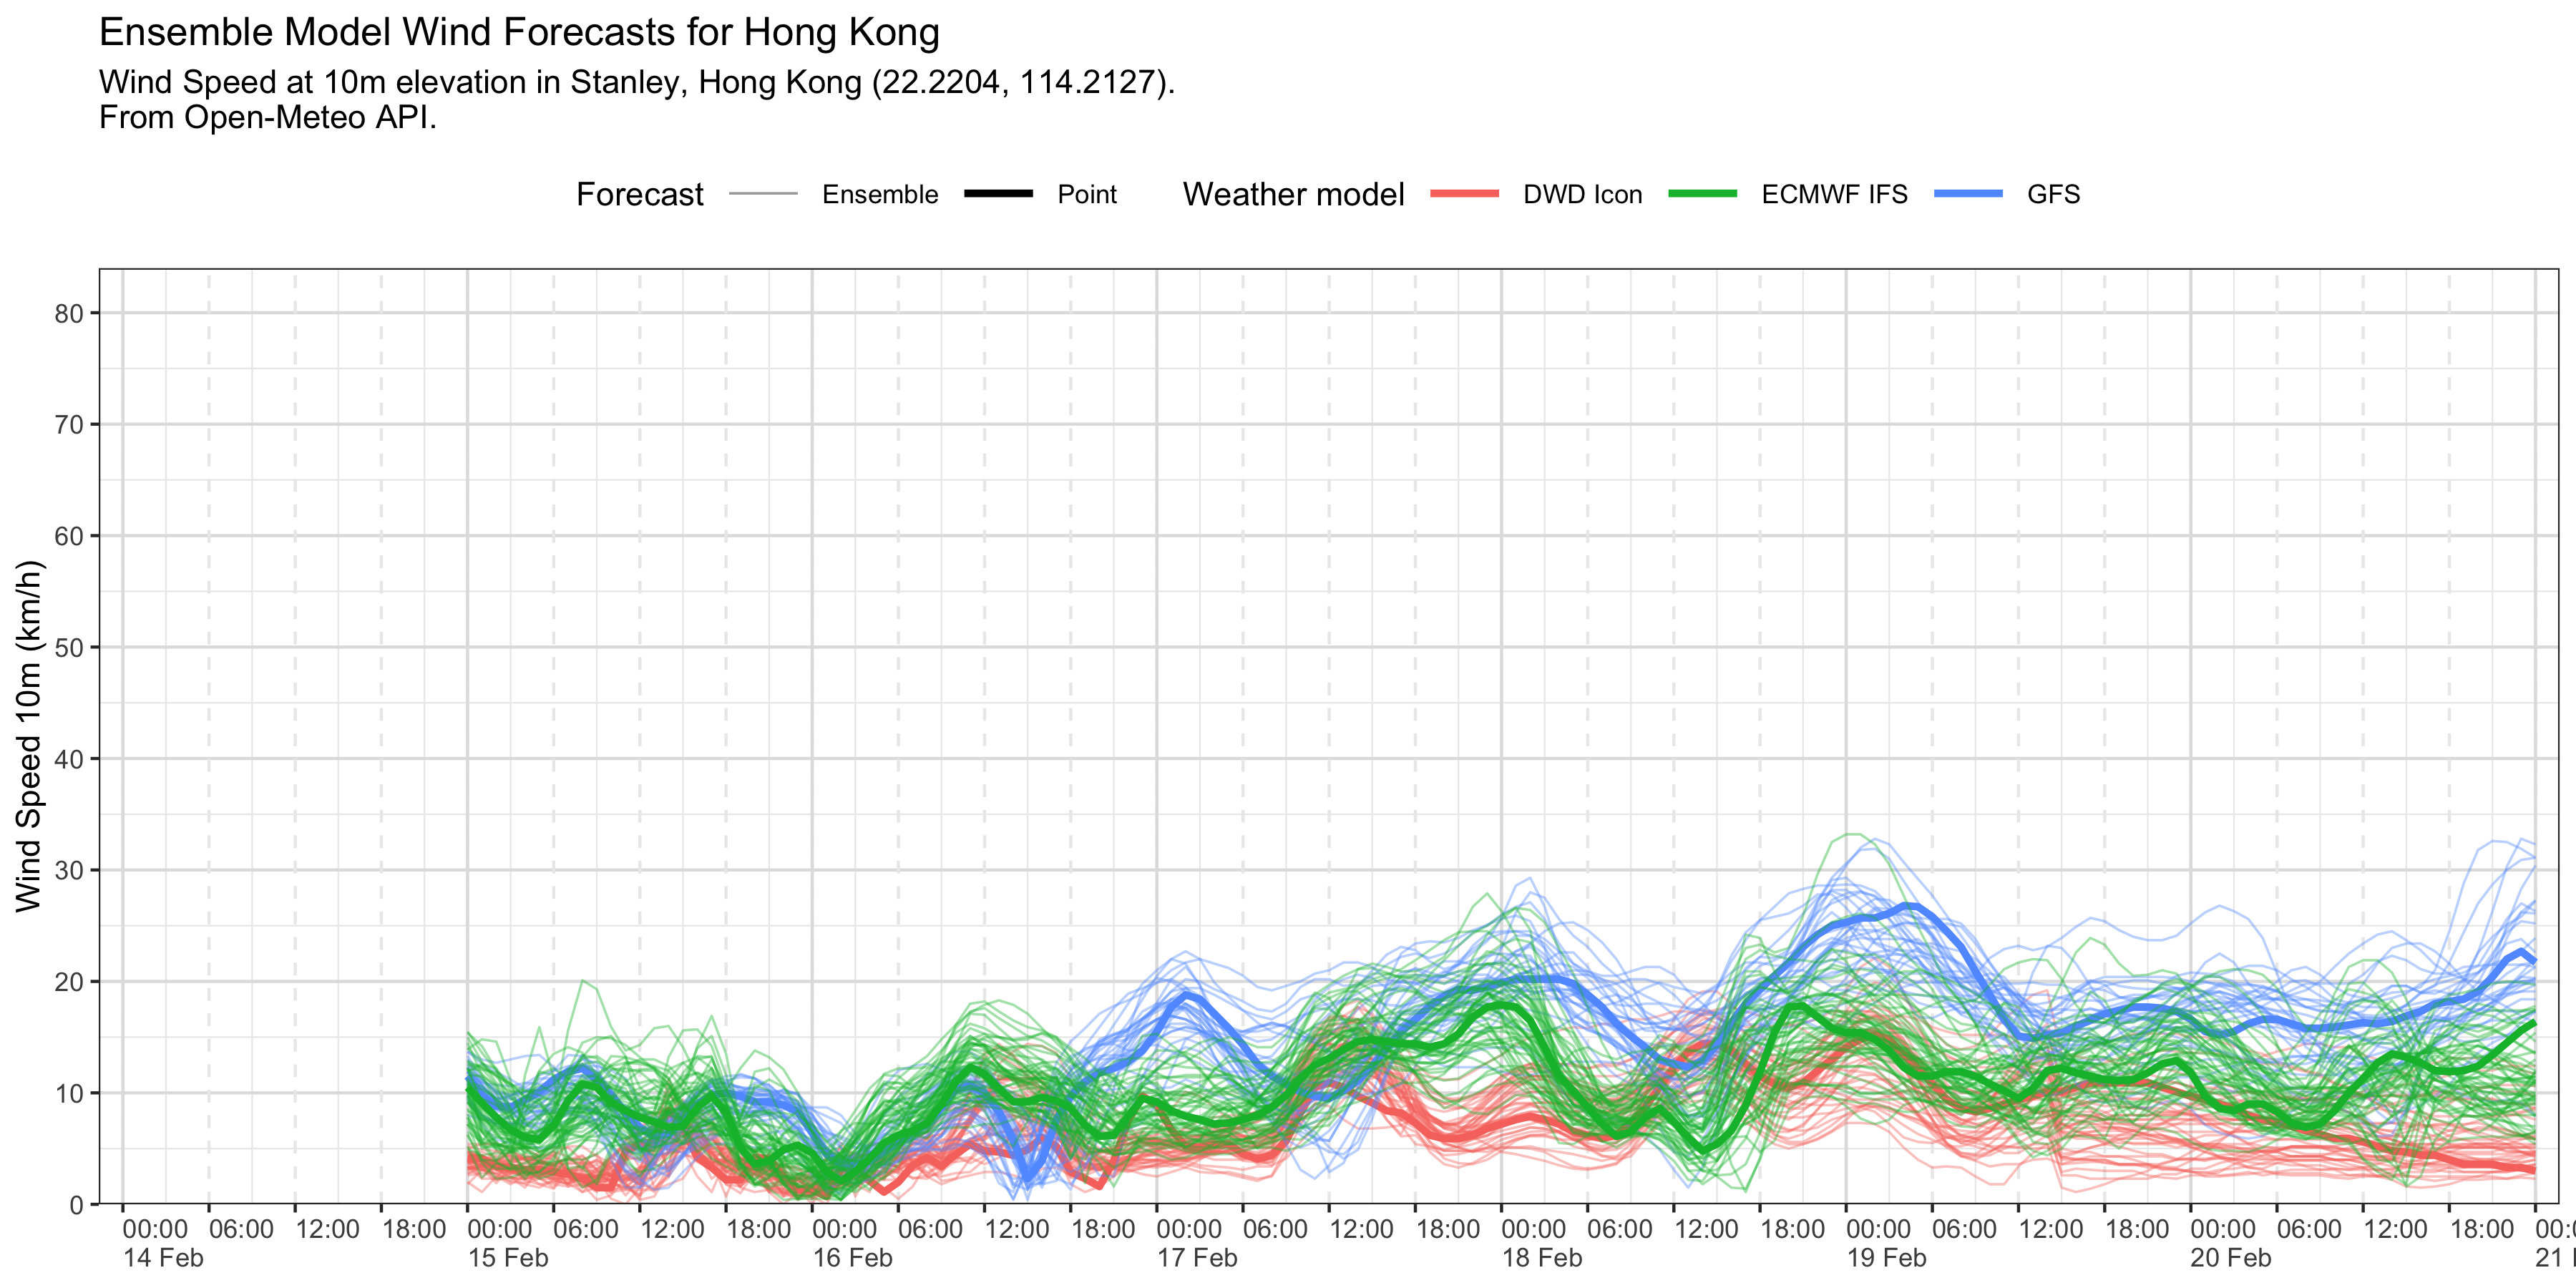 Ensemble Model Wind Forecasts for Hong Kong
Wind Speed at 10m elevation in Stanley, Hong Kong (22.2204, 114.2127).
From Open-Meteo API.
Forecast Ensemble Point Weather model DWD Icon ECMWF IFS GFS
Wind Speed 10m (km/h)
80
70
60
50
40
30
20
10
0
00:00 06:00 12:00 18:00 00:00 06:00 12:00 18:00 00:00 06:00 12:00 18:00 00:00 06:00 12:00 18:00 00:00 06:00 12:00 18:00 00:00 06:00 12:00 18:00 00:00 06:00 12:00 18:00
14 Feb 15 Feb 16 Feb 17 Feb 18 Feb 19 Feb 20 Feb 21